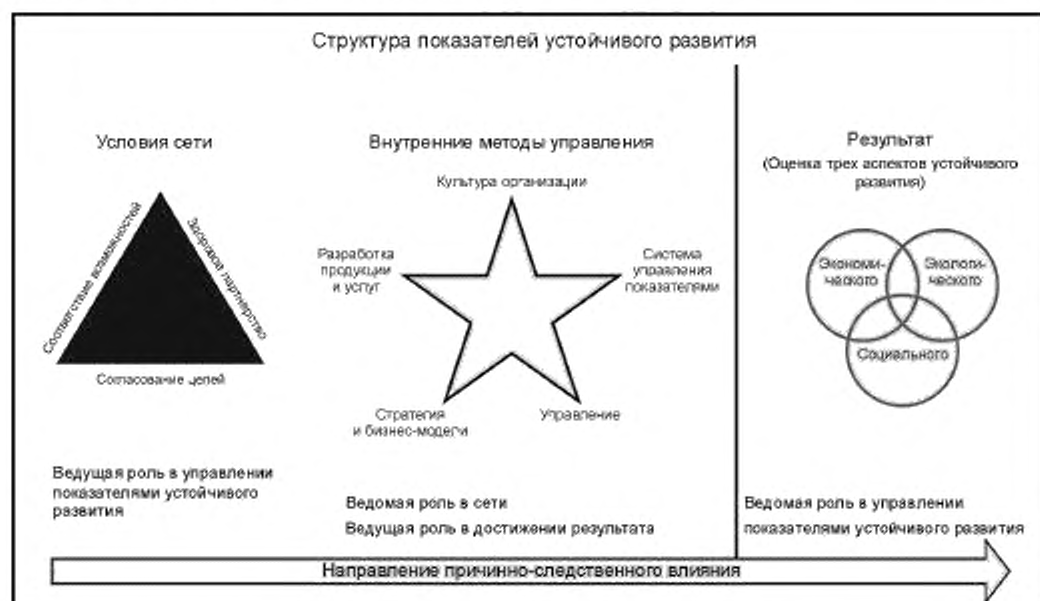 Структура показателей устойчивого развития
Условия сети
Соответствие возможностей
Здоровое партнерство
Согласование целей
Ведущая роль в управлении
показателями устойчивого
развития
Внутренние методы управления
Культура организации
Разработка
продукции
и услуг
Система
управления
показателями
Стратегия
и бизнес-модели
Управление
Ведомая роль в сети
Ведущая роль в достижении результата
Результат
(Оценка трех аспектов устойчивого
развития)
Экономи-
ческого
Экологи-
ческого
Социального
Ведомая роль в управлении
показателями устойчивого развития
Направление причинно-следственного влияния